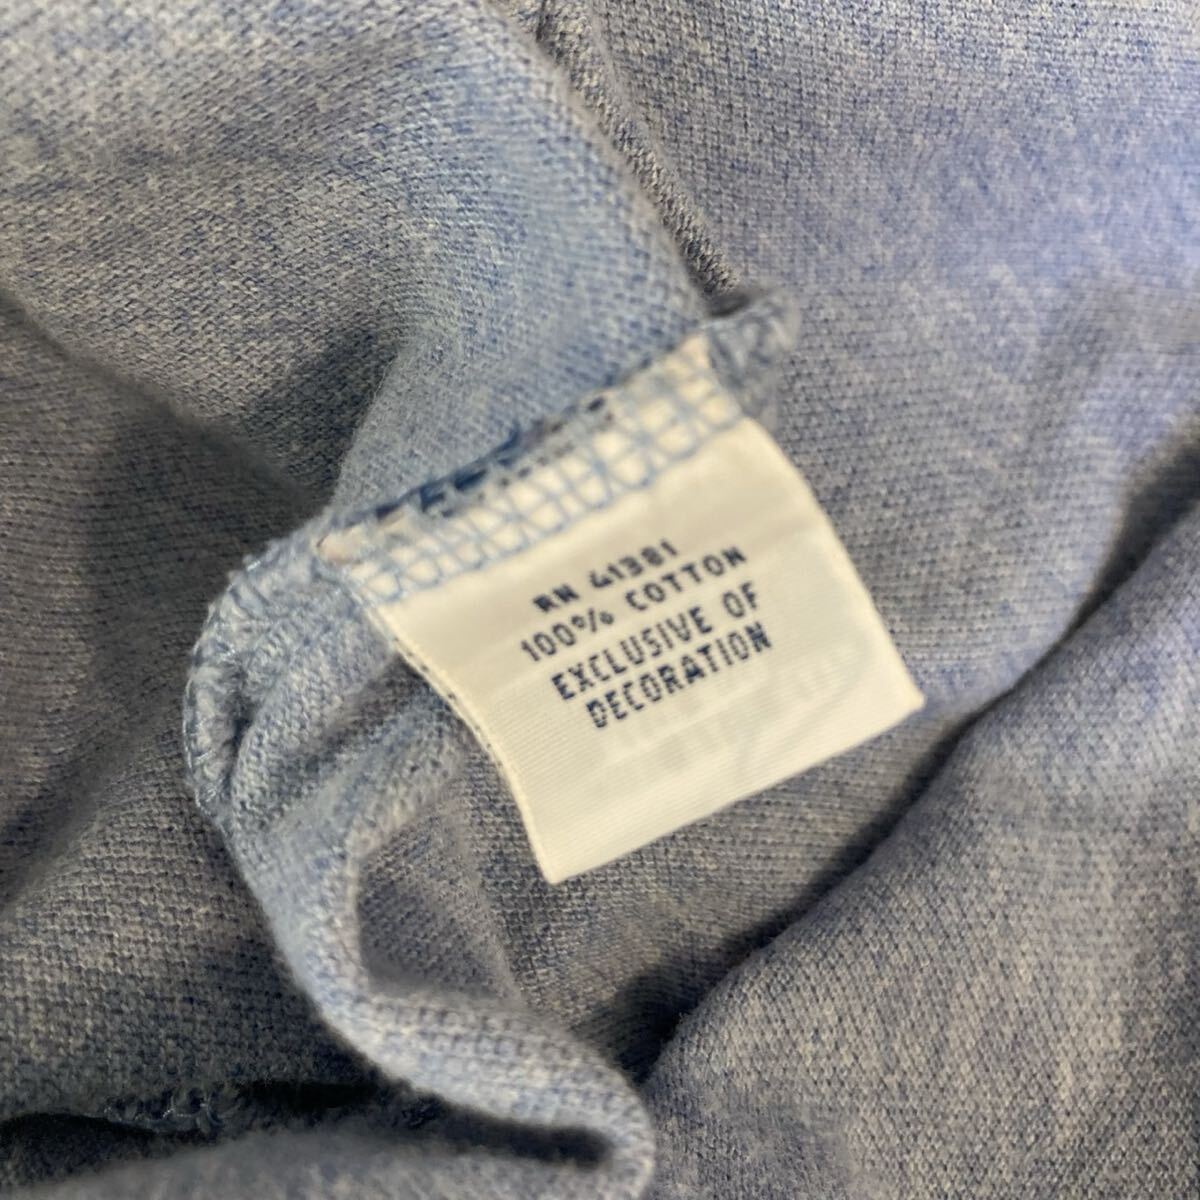 RN 41381
100% COTTON
EXCLUSIVE OF
DECORATION